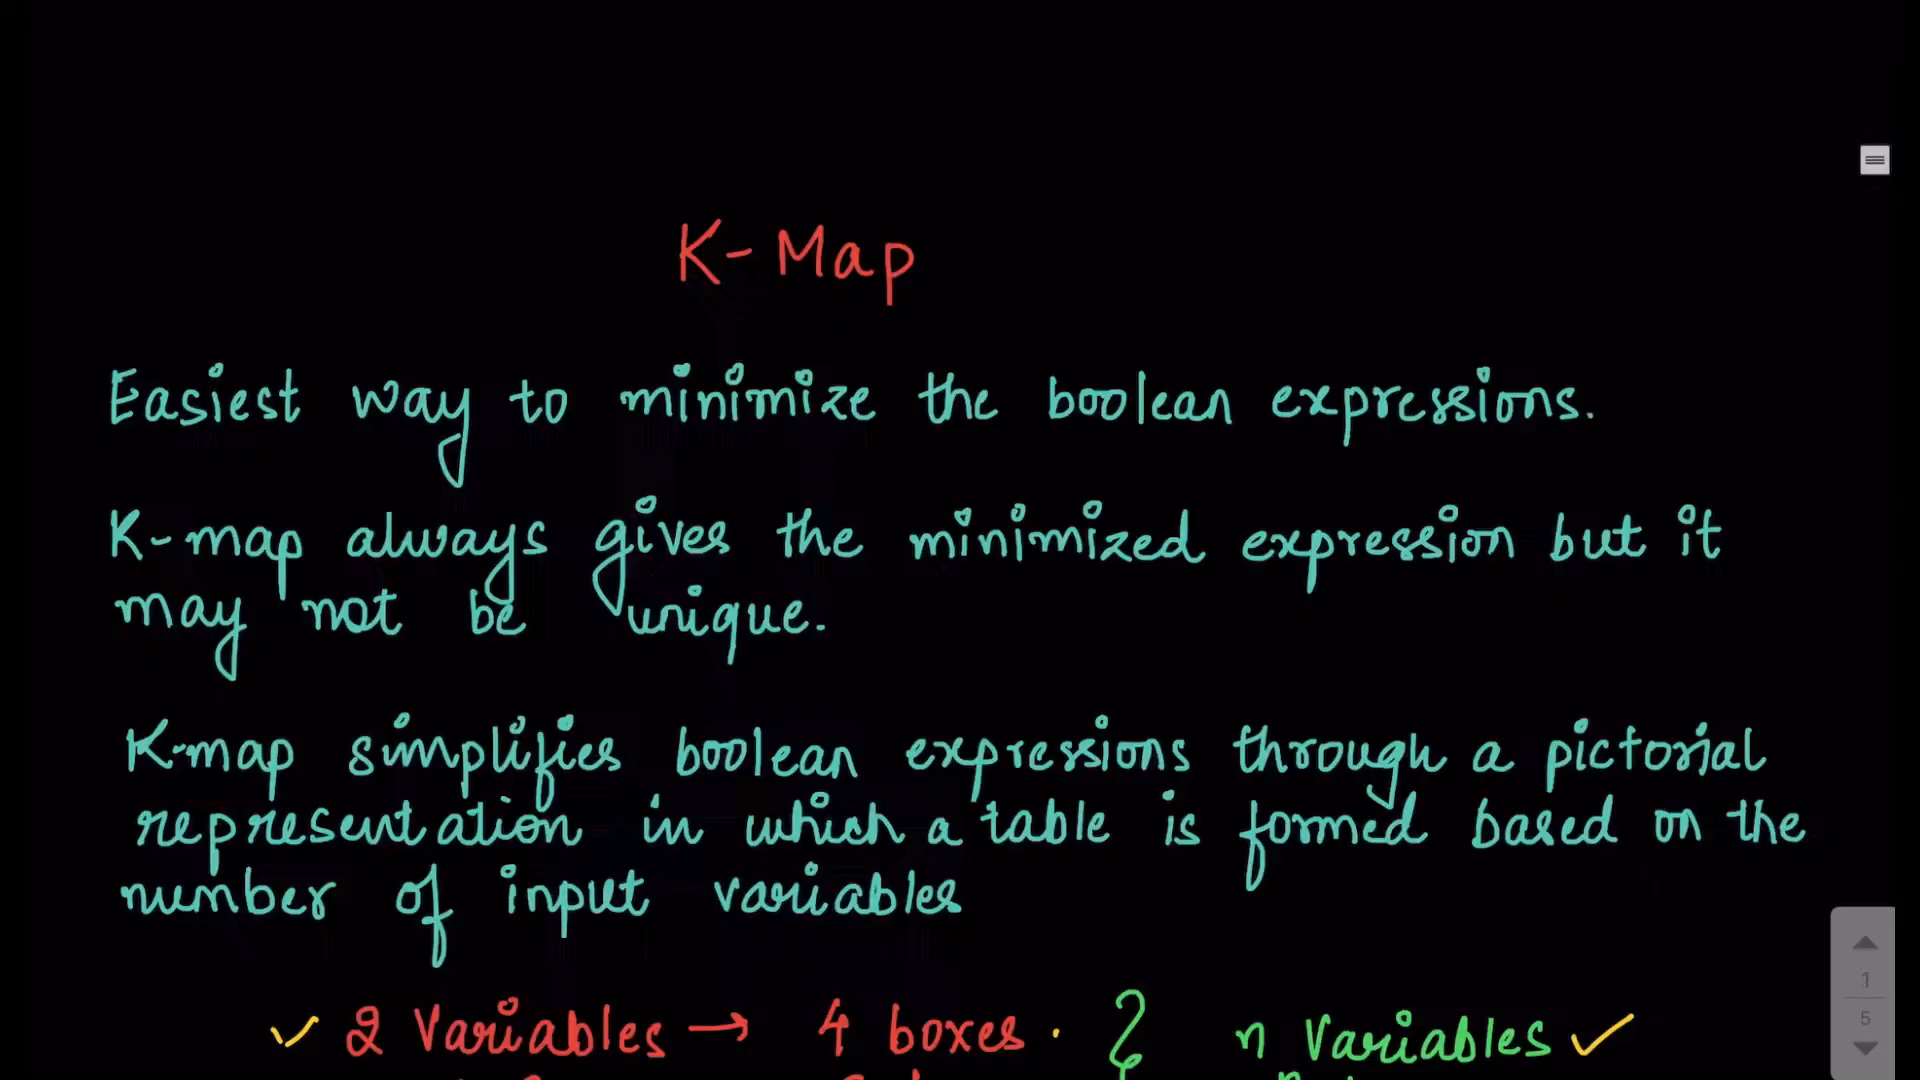 K-Map
Easiest way to minimize the boolean expressions.
K-map always gives the minimized expression but it
may not be unique.
K-map simplifies boolean expressions through a pictorial
representation in which a table is formed based on the
number of input variables
✓ 2 Variables → 4 boxes. n Variables ✓
1
5